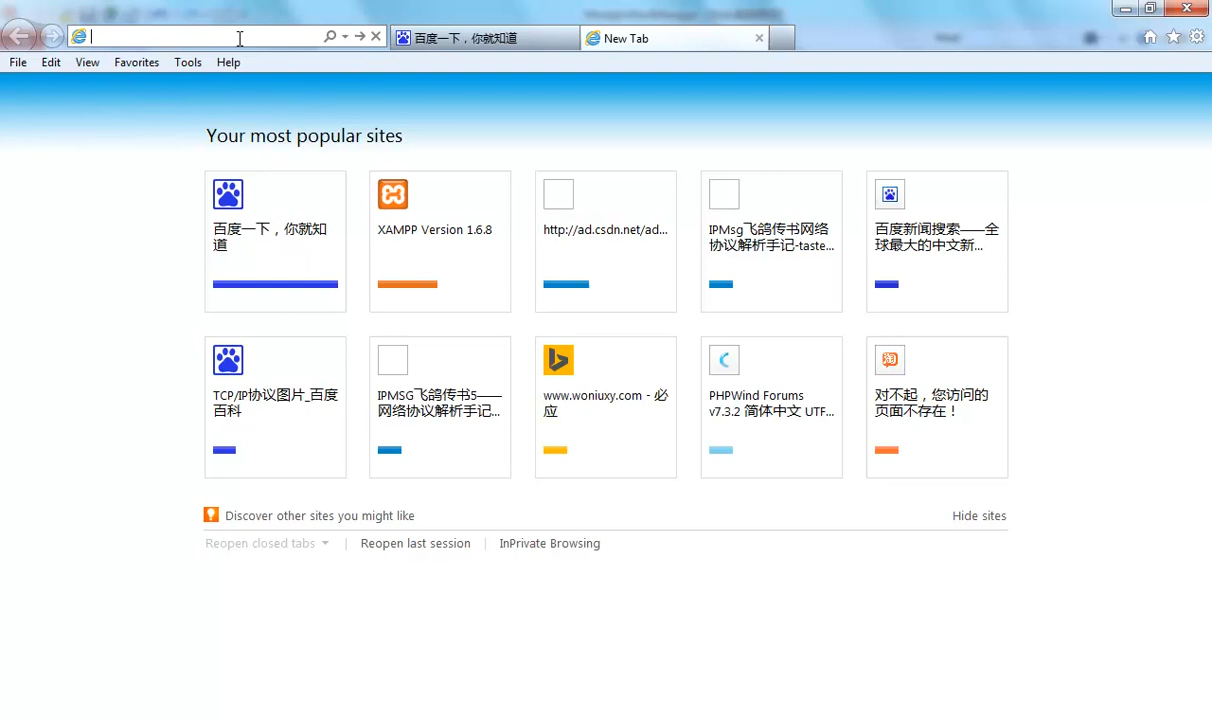 百度一下，你就知道
New Tab
File Edit View Favorites Tools Help
Your most popular sites
百度一下，你就知
道
XAMPP Version 1.6.8
http://ad.csdn.net/ad...
IPMsg飞鸽传书网络
协议解析手记-taste...
百度新闻搜索——全
球最大的中文新...
TCP/IP协议图片_百度
百科
IPMSG飞鸽传书5——
网络协议解析手记...
www.woniuxy.com - 必
应
PHPWind Forums
v7.3.2 简体中文 UTF...
对不起，您访问的
页面不存在！
Discover other sites you might like
Hide sites
Reopen closed tabs
Reopen last session
InPrivate Browsing